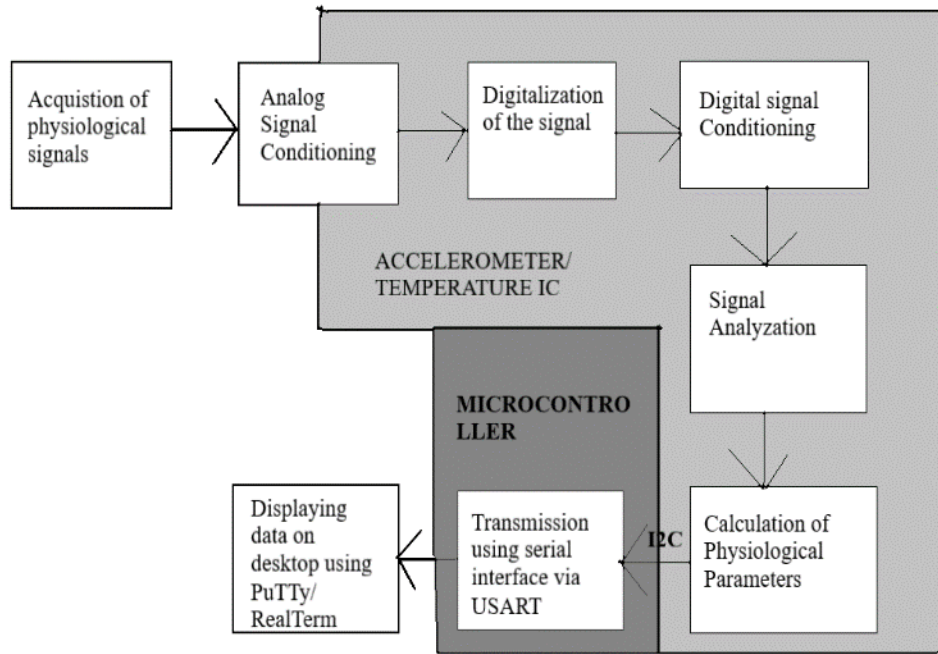 Acquistion of
physiological
signals
Analog
Signal
Conditioning
Digitalization
of the signal
Digital signal
Conditioning
ACCELEROMETER/
TEMPERATURE IC
Signal
Analyzation
MICROCONTRO
LLER
Displaying
data on
desktop using
PuTTy/
RealTerm
Transmission
using serial
interface via
USART
I2C
Calculation of
Physiological
Parameters